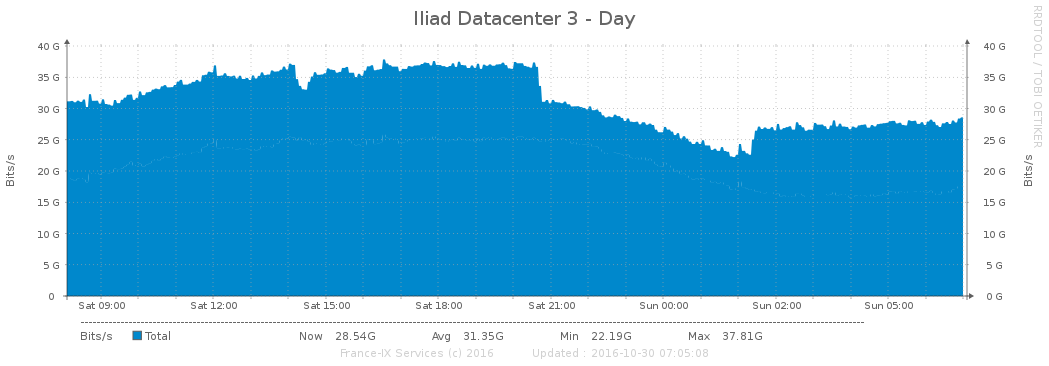 Iliad Datacenter 3 - Day
RRDTOOL / TOBI OETIKER
40 G 40 G
35 G 35 G
30 G 30 G
25 G 25 G
20 G 20 G
15 G 15 G
10 G 10 G
5 G 5 G
0 0 G
Bits/s
Bits/s
Sat 09:00 Sat 12:00 Sat 15:00 Sat 18:00 Sat 21:00 Sun 00:00 Sun 02:00 Sun 05:00
Bits/s Total Now 28.54G Avg 31.35G Min 22.19G Max 37.81G
France-IX Services (c) 2016 Updated : 2016-10-30 07:05:08